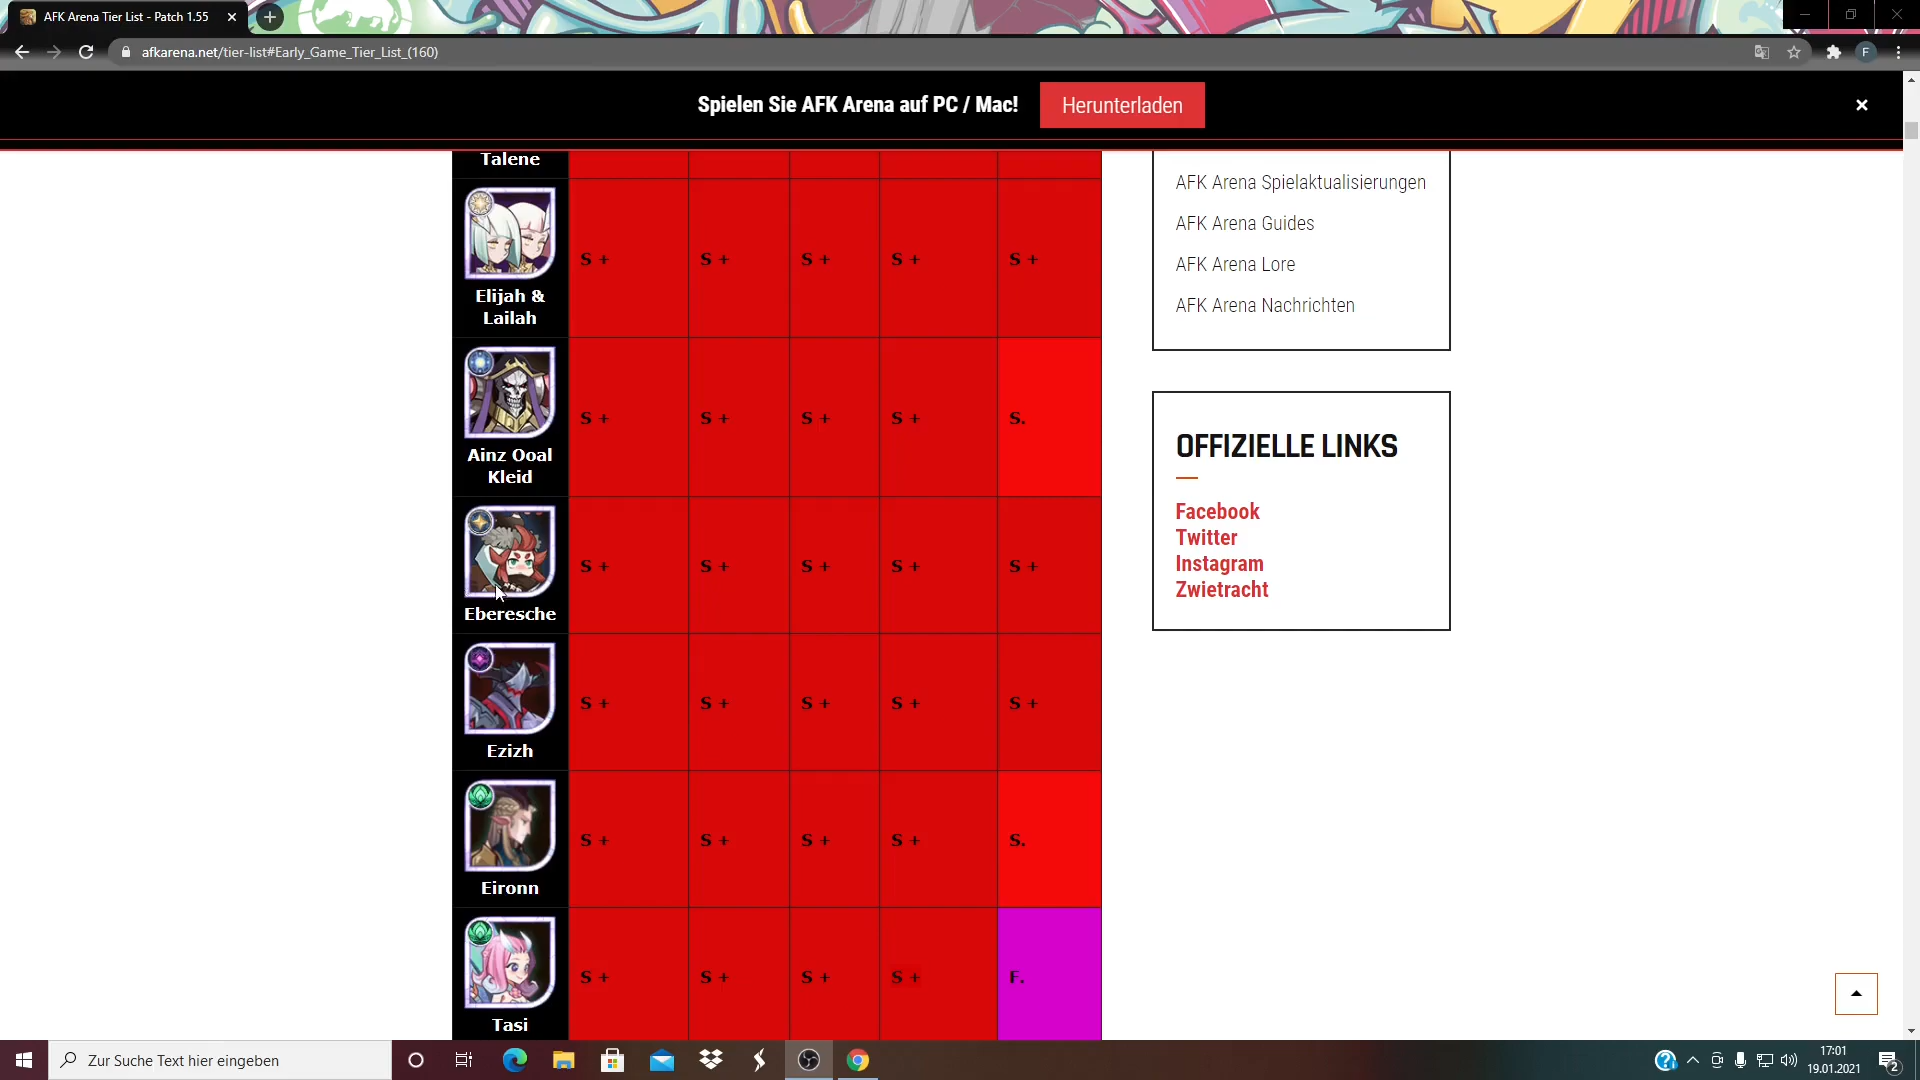 AFK Arena Tier List - Patch 1.55
afkarena.net/tier-list#Early_Game_Tier_List_(160)
F
Spielen Sie AFK Arena auf PC / Mac!
Herunterladen
Talene
Elijah &
Lailah
S + S + S + S + S +
Ainz Ooal
Kleid
S + S + S + S + S.
Eberesche
S + S + S + S + S +
Ezizh
S + S + S + S + S +
Eironn
S + S + S + S + S.
Tasi
S + S + S + S + F.
AFK Arena Spielaktualisierungen
AFK Arena Guides
AFK Arena Lore
AFK Arena Nachrichten
OFFIZIELLE LINKS
Facebook
Twitter
Instagram
Zwietracht
Zur Suche Text hier eingeben
17:01
19.01.2021
2